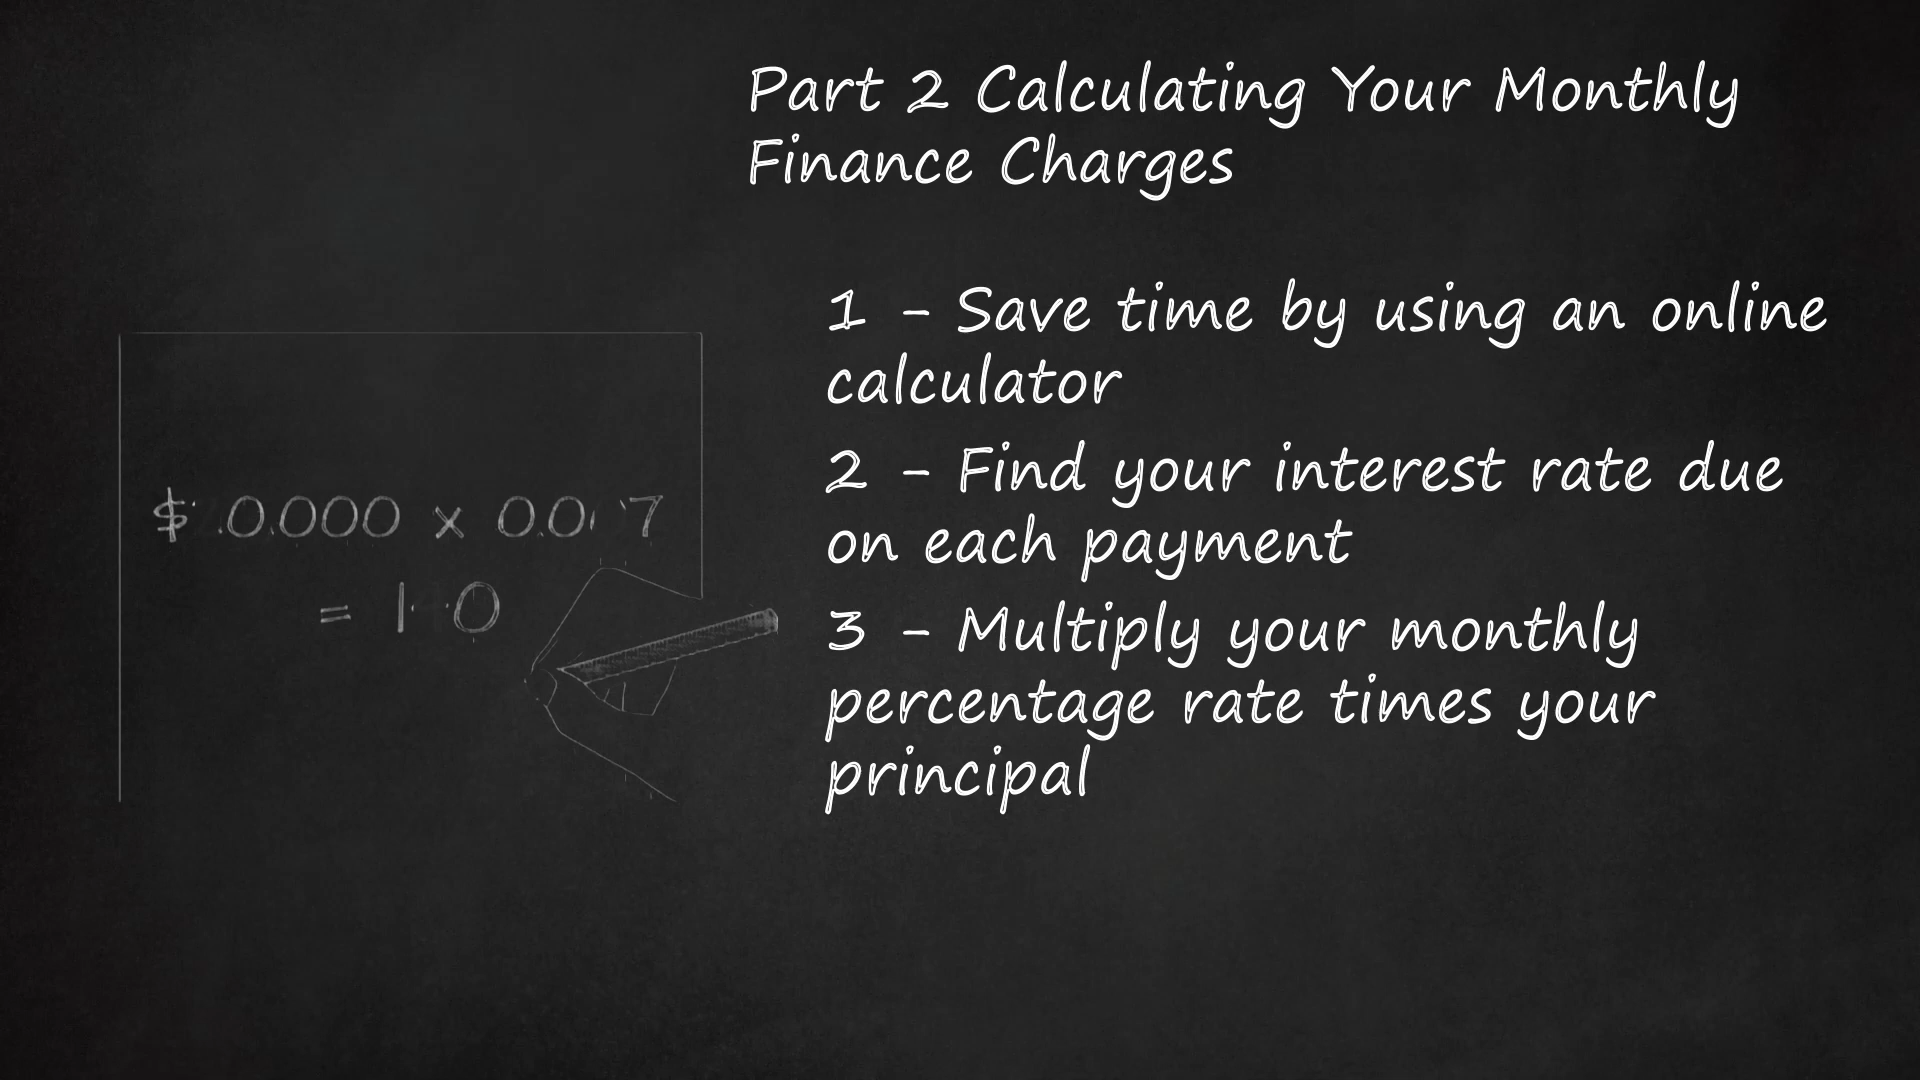 Part 2 Calculating Your Monthly
Finance Charges
1 - Save time by using an online
calculator
2 - Find your interest rate due
on each payment
3 - Multiply your monthly
percentage rate times your
principal